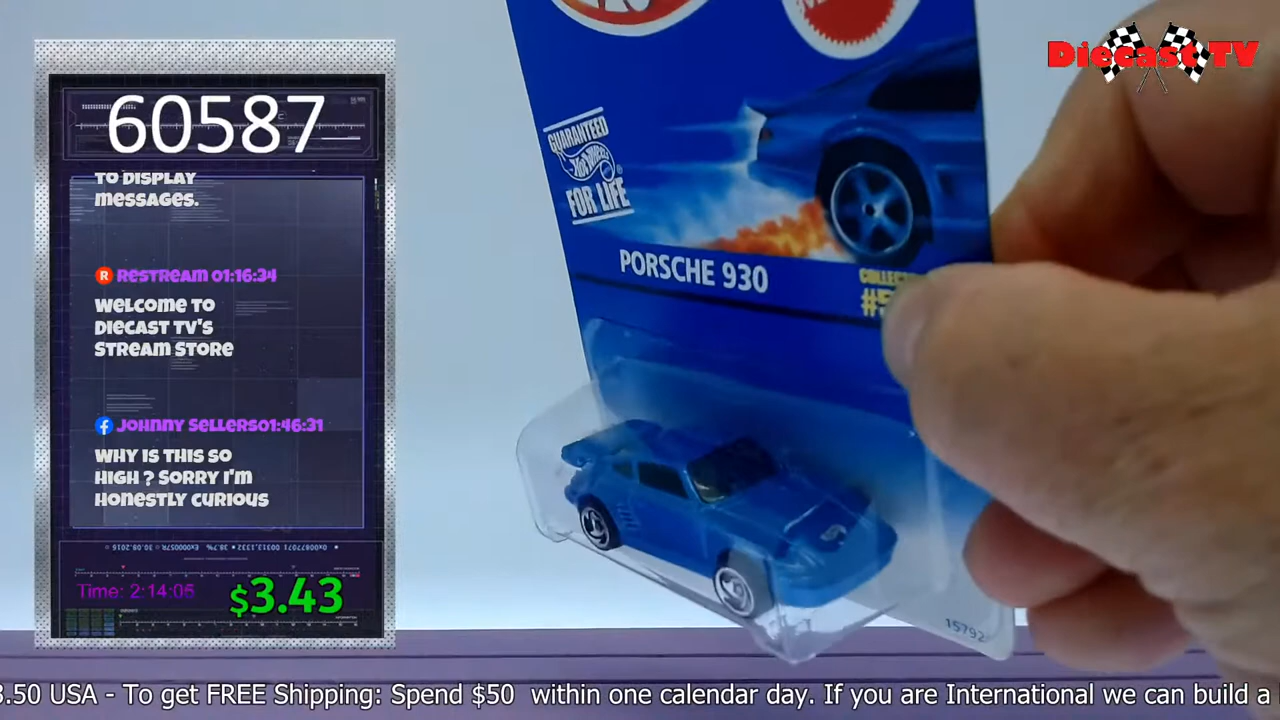 60587
TO DISPLAY
MESSAGES.
RESTREAM 01:16:34
WELCOME TO
DIECAST TV'S
STREAM STORE
JOHNNY SELLERS01:46:31
WHY IS THIS SO
HIGH ? SORRY I'M
HONESTLY CURIOUS
Time: 2:14:05
$3.43
GUARANTEED
HOT WHEELS
FOR LIFE
PORSCHE 930
15792
Diecast TV
3.50 USA - To get FREE Shipping: Spend $50 within one calendar day. If you are International we can build a